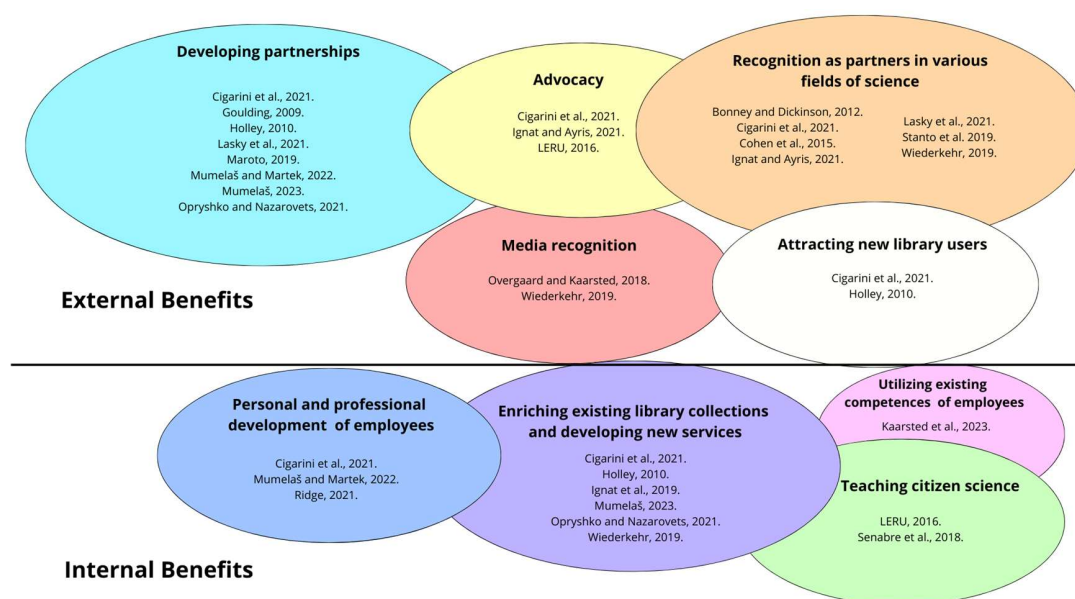 Developing partnerships
Cigarini et al., 2021.
Goulding, 2009.
Holley, 2010.
Lasky et al., 2021.
Maroto, 2019.
Mumelaš and Martek, 2022.
Mumelaš, 2023.
Opryshko and Nazarovets, 2021.
Advocacy
Cigarini et al., 2021.
Ignat and Ayris, 2021.
LERU, 2016.
Recognition as partners in various
fields of science
Bonney and Dickinson, 2012.
Cigarini et al., 2021.
Cohen et al., 2015.
Ignat and Ayris, 2021.
Lasky et al., 2021.
Stanto et al. 2019.
Wiederkehr, 2019.
Media recognition
Overgaard and Kaarsted, 2018.
Wiederkehr, 2019.
Attracting new library users
Cigarini et al., 2021.
Holley, 2010.
External Benefits
Personal and professional
development of employees
Cigarini et al., 2021.
Mumelaš and Martek, 2022.
Ridge, 2021.
Enriching existing library collections
and developing new services
Cigarini et al., 2021.
Holley, 2010.
Ignat et al., 2019.
Mumelaš, 2023.
Opryshko and Nazarovets, 2021.
Wiederkehr, 2019.
Utilizing existing
competences of employees
Kaarsted et al., 2023.
Teaching citizen science
LERU, 2016.
Senabre et al., 2018.
Internal Benefits